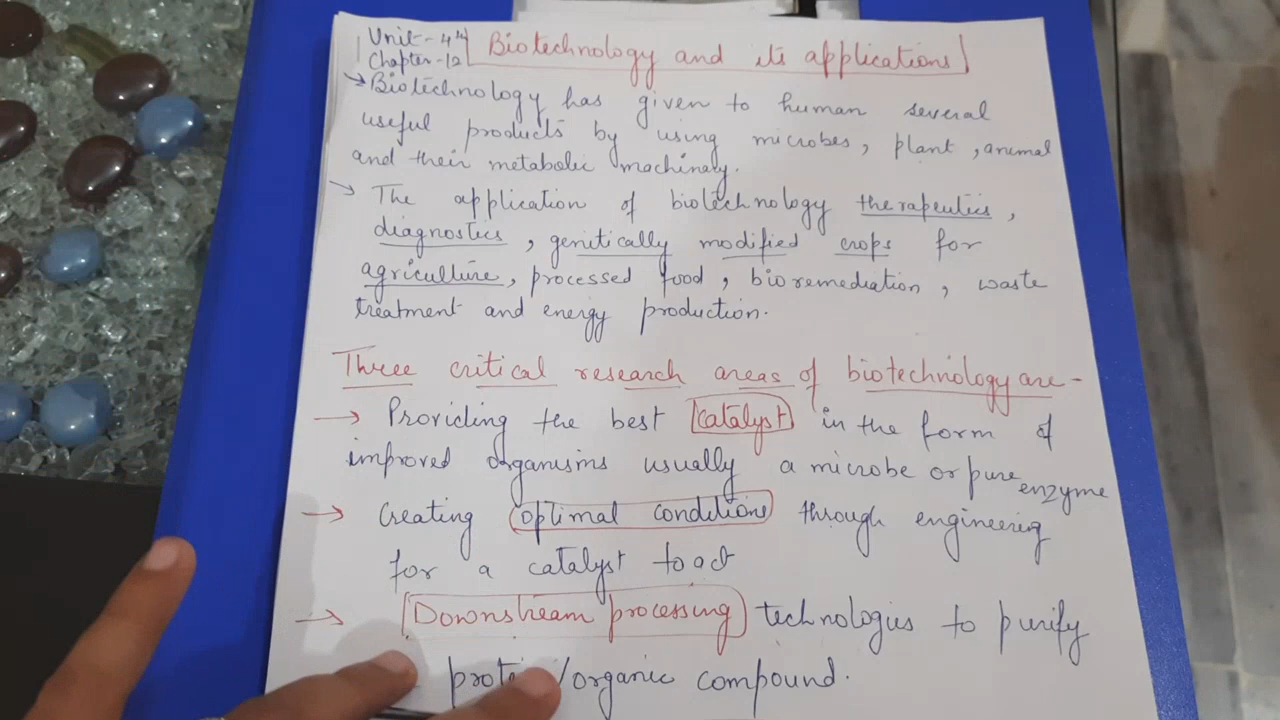 Unit-4th
Chapter-12
Biotechnology and its applications
→ Biotechnology has given to human several
useful products by using microbes, plant, animal
and their metabolic machinery.
→ The application of biotechnology therapeutics,
diagnostics, genitically modified crops for
agriculture, processed food, bioremediation, waste
treatment and energy production.
Three critical research areas of biotechnology are-
→ Providing the best catalyst in the form of
improved organisms usually a microbe or pure enzyme
→ Creating optimal conditions through engineering
for a catalyst to act
→ Downstream processing technologies to purify
/organic compound.